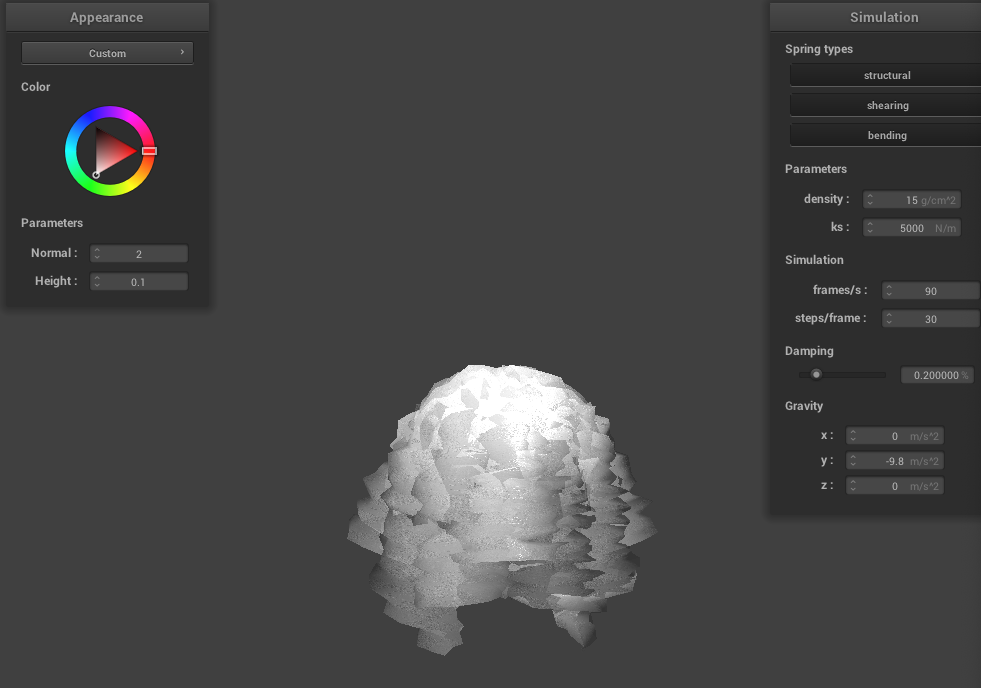 Appearance
Custom
Color
Parameters
Normal : 2
Height : 0.1
Simulation
Spring types
structural
shearing
bending
Parameters
density : 15 g/cm^2
ks : 5000 N/m
Simulation
frames/s : 90
steps/frame : 30
Damping
0.200000 %
Gravity
x : 0 m/s^2
y : -9.8 m/s^2
z : 0 m/s^2